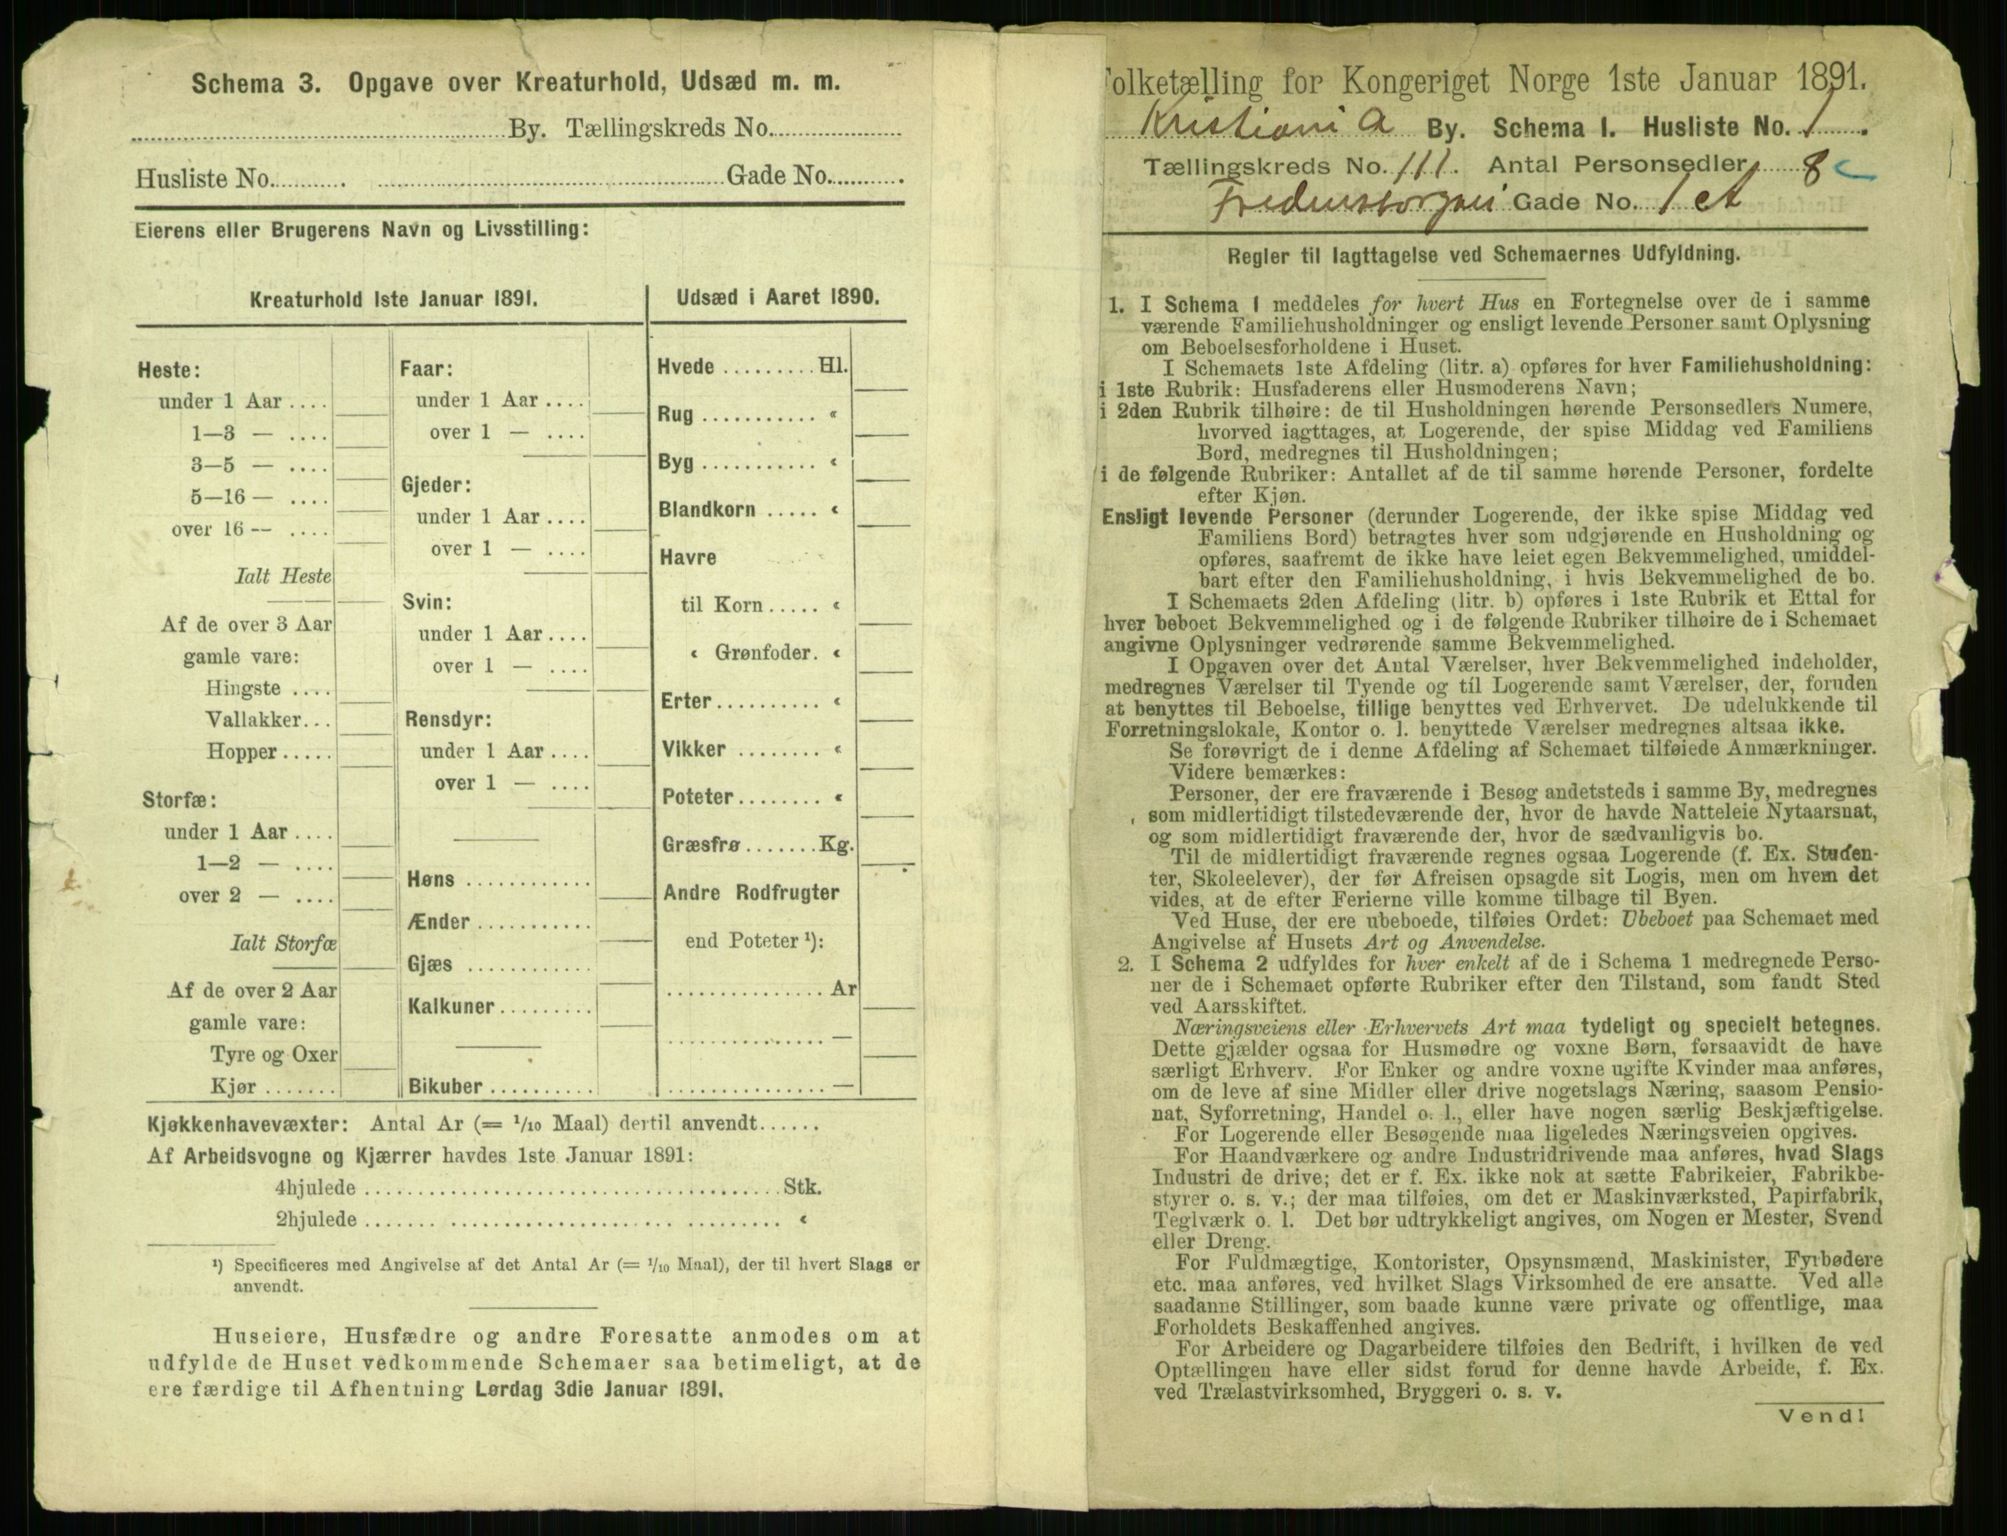 Schema 3. Opgave over Kreaturhold, Udsæd m. m.
By. Tællingskreds No.
Husliste No. Gade No.
Eierens eller Brugerens Navn og Livsstilling:
Kreaturhold 1ste Januar 1891.
Heste:
under 1 Aar ....
1—3 — ....
3—5 — ....
5—16 — ....
over 16 — ....
Ialt Heste
Af de over 3 Aar
gamle vare:
Hingste ....
Vallakker...
Hopper .....
Storfæ:
under 1 Aar ....
1—2 — ....
over 2 — ....
Ialt Storfæ
Af de over 2 Aar
gamle vare:
Tyre og Oxer
Kjør .......
Faar:
under 1 Aar ....
over 1 — ....
Gjeder:
under 1 Aar ....
over 1 — ....
Svin:
under 1 Aar ....
over 1 — ....
Rensdyr:
under 1 Aar ....
over 1 — ....
Høns ............
Ænder ...........
Gjæs ............
Kalkuner .........
Bikuber ..........
Udsæd i Aaret 1890.
Hvede ......... Hl.
Rug ........... «
Byg ........... «
Blandkorn ..... «
Havre
til Korn ..... «
« Grønfoder. «
Erter.......... «
Vikker ........ «
Poteter........ «
Græsfrø ....... Kg.
Andre Rodfrugter
end Poteter ¹):
............... Ar
............... —
............... —
Kjøkkenhavevæxter: Antal Ar (= 1/10 Maal) dertil anvendt......
Af Arbeidsvogne og Kjærrer havdes 1ste Januar 1891:
4hjulede ........................................ Stk.
2hjulede ........................................ «
¹) Specificeres med Angivelse af det Antal Ar (= 1/10 Maal), der til hvert Slags er
anvendt.
Huseiere, Husfædre og andre Foresatte anmodes om at
udfylde de Huset vedkommende Schemaer saa betimeligt, at de
ere færdige til Afhentning Lørdag 3die Januar 1891.
Folketælling for Kongeriget Norge 1ste Januar 1891.
Kristiania By. Schema I. Husliste No. 1.
Tællingskreds No. 111. Antal Personsedler 8
Gade No. 1
Regler til Iagttagelse ved Schemaernes Udfyldning.
1. I Schema 1 meddeles for hvert Hus en Fortegnelse over de i samme
værende Familiehusholdninger og ensligt levende Personer samt Oplysning
om Beboelsesforholdene i Huset.
I Schemaets 1ste Afdeling (litr. a) opføres for hver Familiehusholdning:
i 1ste Rubrik: Husfaderens eller Husmoderens Navn;
i 2den Rubrik tilhøire: de til Husholdningen hørende Personsedlers Numere,
hvorved iagttages, at Logerende, der spise Middag ved Familiens
Bord, medregnes til Husholdningen;
i de følgende Rubriker: Antallet af de til samme hørende Personer, fordelte
efter Kjøn.
Ensligt levende Personer (derunder Logerende, der ikke spise Middag ved
Familiens Bord) betragtes hver som udgjørende en Husholdning og
opføres, saafremt de ikke have leiet egen Bekvemmelighed, umiddel-
bart efter den Familiehusholdning, i hvis Bekvemmelighed de bo.
I Schemaets 2den Afdeling (litr. b) opføres i 1ste Rubrik et Ettal for
hver beboet Bekvemmelighed og i de følgende Rubriker tilhøire de i Schemaet
angivne Oplysninger vedrørende samme Bekvemmelighed.
I Opgaven over det Antal Værelser, hver Bekvemmelighed indeholder,
medregnes Værelser til Tyende og til Logerende samt Værelser, der, foruden
at benyttes til Beboelse, tillige benyttes ved Erhvervet. De udelukkende til
Forretningslokale, Kontor o. l. benyttede Værelser medregnes altsaa ikke.
Se forøvrigt de i denne Afdeling af Schemaet tilføiede Anmærkninger.
Videre bemærkes:
Personer, der ere fraværende i Besøg andetsteds i samme By, medregnes
som midlertidigt tilstedeværende der, hvor de havde Natteleie Nytaarsnat,
og som midlertidigt fraværende der, hvor de sædvanligvis bo.
Til de midlertidigt fraværende regnes ogsaa Logerende (f. Ex. Studen-
ter, Skoleelever), der før Afreisen opsagde sit Logis, men om hvem det
vides, at de efter Ferierne ville komme tilbage til Byen.
Ved Huse, der ere ubeboede, tilføies Ordet: Ubeboet paa Schemaet med
Angivelse af Husets Art og Anvendelse.
2. I Schema 2 udfyldes for hver enkelt af de i Schema 1 medregnede Perso-
ner de i Schemaet opførte Rubriker efter den Tilstand, som fandt Sted
ved Aarsskiftet.
Næringsveiens eller Erhvervets Art maa tydeligt og specielt betegnes.
Dette gjælder ogsaa for Husmødre og voxne Børn, forsaavidt de have
særligt Erhverv. For Enker og andre voxne ugifte Kvinder maa anføres,
om de leve af sine Midler eller drive nogetslags Næring, saasom Pensio-
nat, Syforretning, Handel o. l., eller have nogen særlig Beskjæftigelse.
For Logerende eller Besøgende maa ligeledes Næringsveien opgives.
For Haandværkere og andre Industridrivende maa anføres, hvad Slags
Industri de drive; det er f. Ex. ikke nok at sætte Fabrikeier, Fabrikbe-
styrer o. s. v.; der maa tilføies, om det er Maskinværksted, Papirfabrik,
Teglværk o. l. Det bør udtrykkeligt angives, om Nogen er Mester, Svend
eller Dreng.
For Fuldmægtige, Kontorister, Opsynsmænd, Maskinister, Fyrbødere
etc. maa anføres, ved hvilket Slags Virksomhed de ere ansatte. Ved alle
saadanne Stillinger, som baade kunne være private og offentlige, maa
Forholdets Beskaffenhed angives.
For Arbeidere og Dagarbeidere tilføies den Bedrift, i hvilken de ved
Optællingen have eller sidst forud for denne havde Arbeide, f. Ex.
ved Trælastvirksomhed, Bryggeri o. s. v.
Vend!